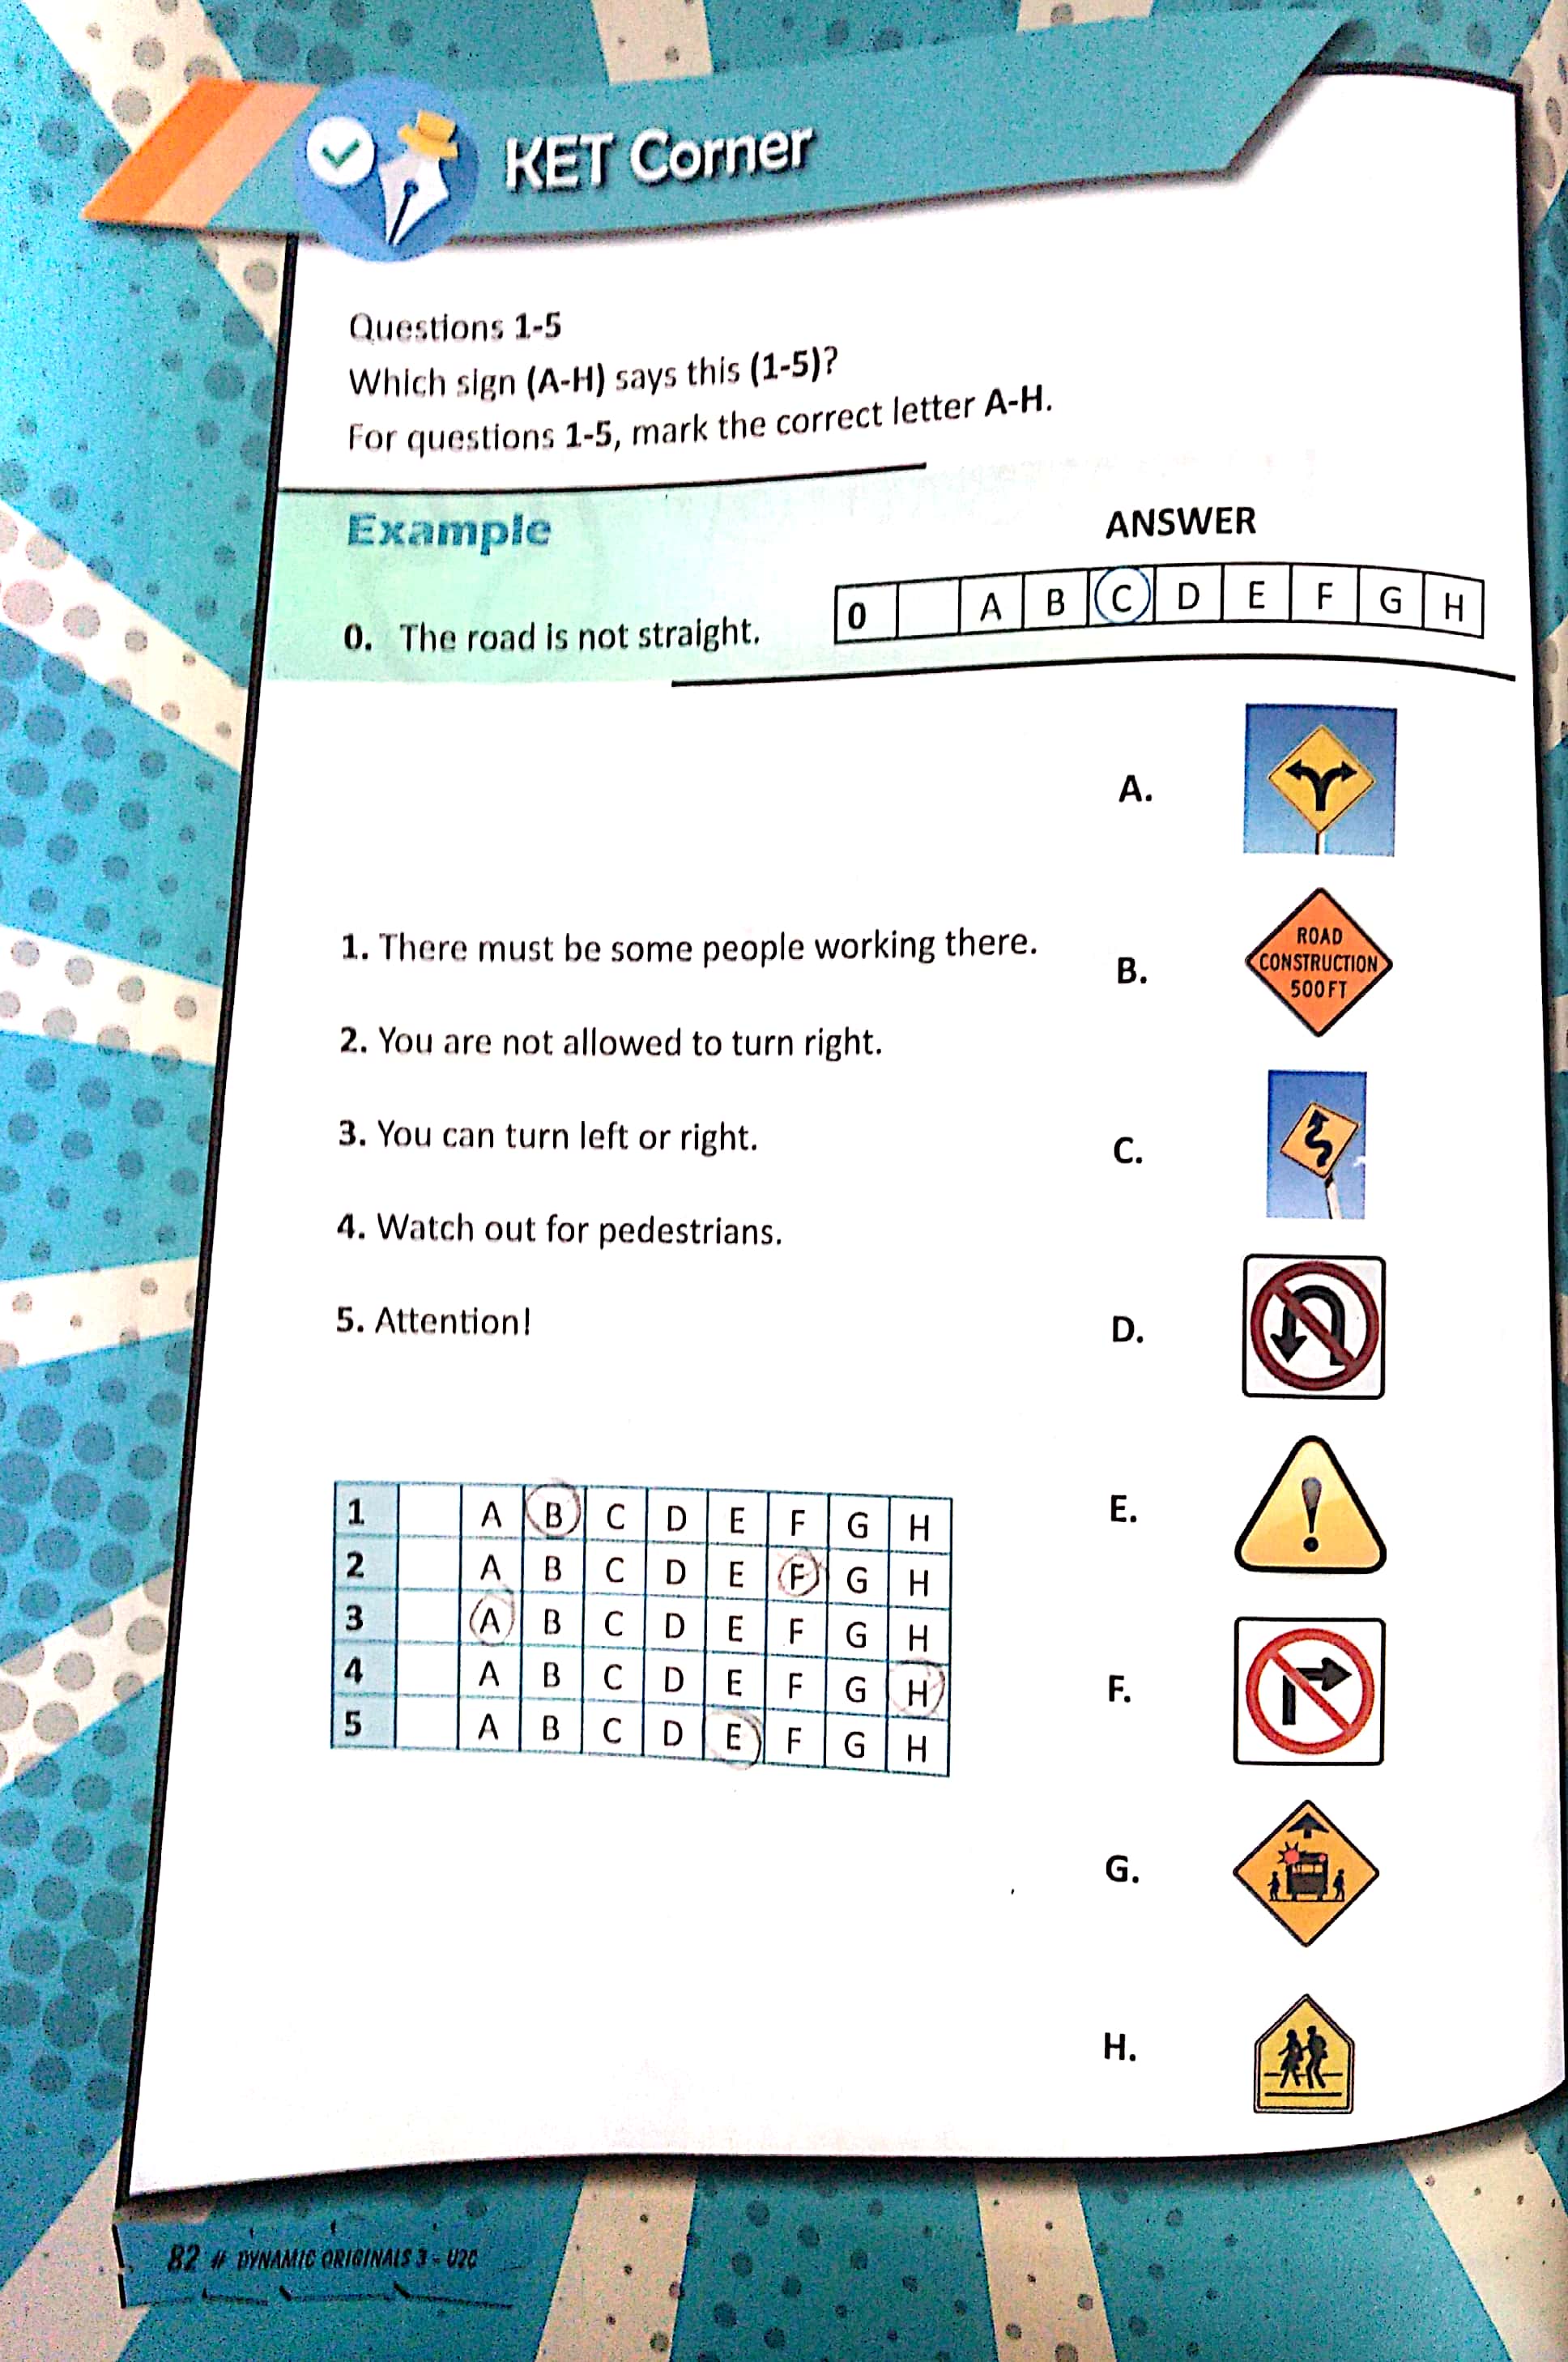 KET Corner
Questions 1-5
Which sign (A-H) says this (1-5)?
For questions 1-5, mark the correct letter A-H.
Example
ANSWER
0. The road is not straight.
0 A B C D E F G H
A.
1. There must be some people working there.
B.
ROAD
CONSTRUCTION
500 FT
2. You are not allowed to turn right.
3. You can turn left or right.
C.
4. Watch out for pedestrians.
5. Attention!
D.
1 A B C D E F G H
2 A B C D E F G H
3 A B C D E F G H
4 A B C D E F G H
5 A B C D E F G H
E.
!
F.
G.
H.
82 # DYNAMIC ORIGINALS 3 - U2C